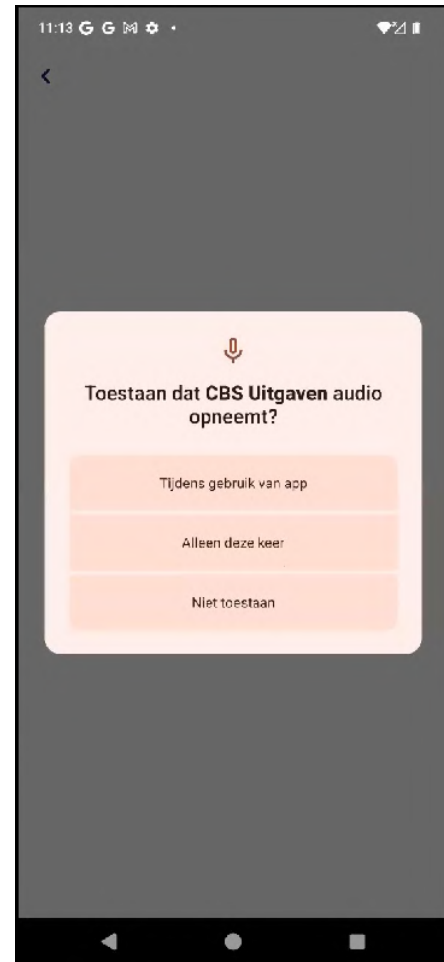 11:13 G G M
Toestaan dat CBS Uitgaven audio
opneemt?
Tijdens gebruik van app
Alleen deze keer
Niet toestaan